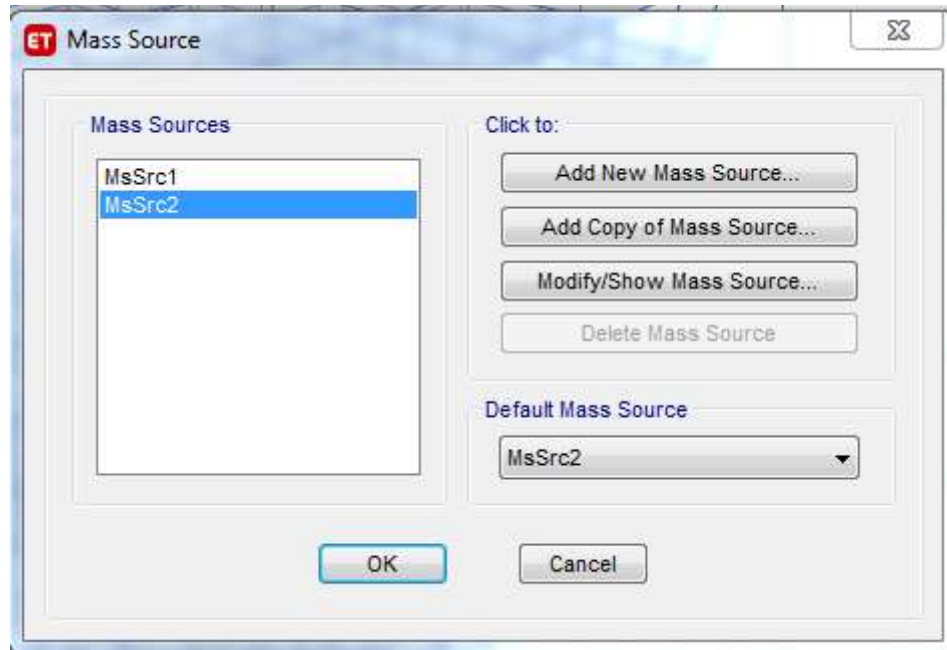 ET Mass Source
Mass Sources
MsSrc1
MsSrc2
Click to:
Add New Mass Source...
Add Copy of Mass Source...
Modify/Show Mass Source...
Delete Mass Source
Default Mass Source
MsSrc2
OK
Cancel